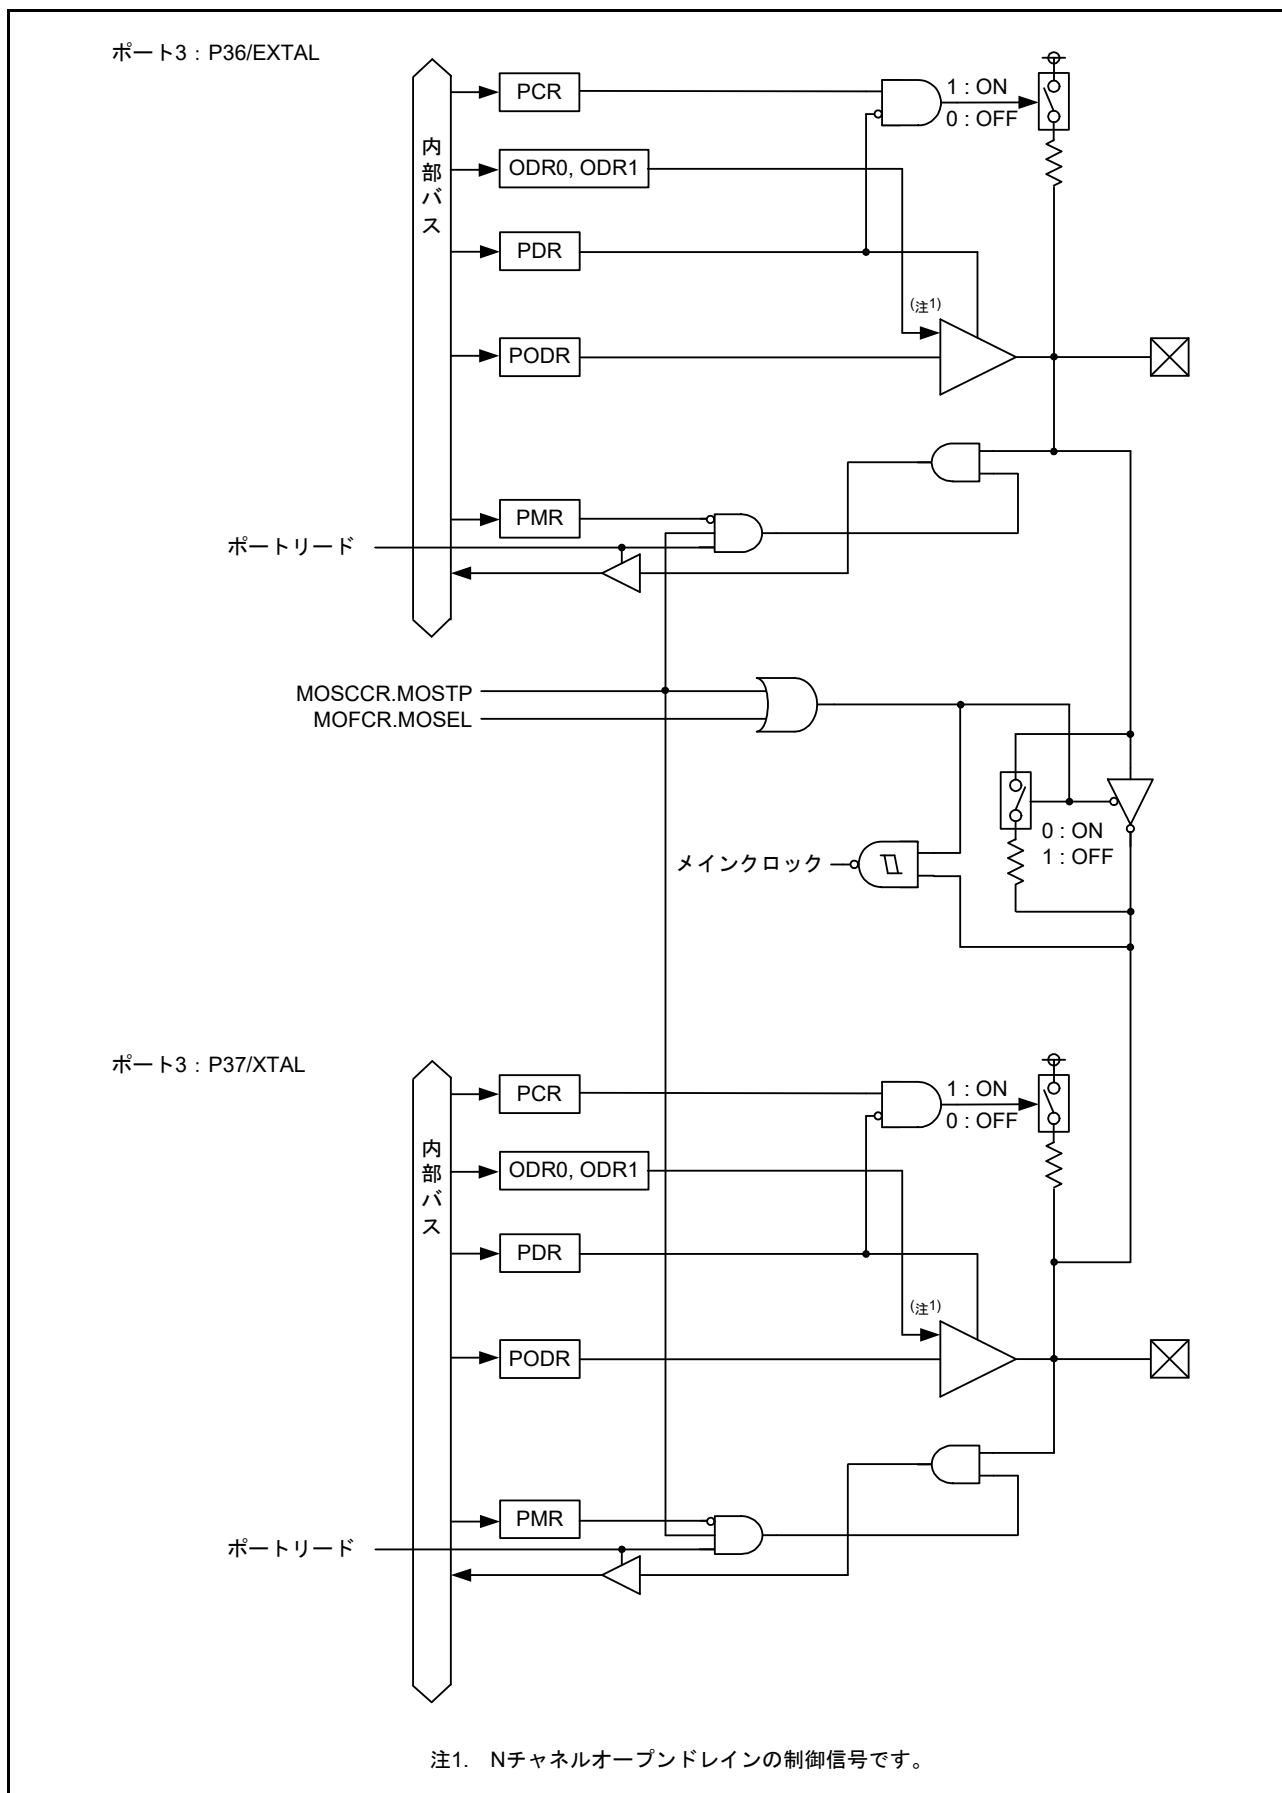 ポート3：P36/EXTAL
内部バス
PCR
1 : ON
0 : OFF
ODR0, ODR1
PDR
(注1)
PODR
PMR
ポートリード
MOSCCR.MOSTP
MOFCR.MOSEL
0 : ON
1 : OFF
メインクロック
ポート3：P37/XTAL
内部バス
PCR
1 : ON
0 : OFF
ODR0, ODR1
PDR
(注1)
PODR
PMR
ポートリード
注1. Nチャネルオープンドレインの制御信号です。